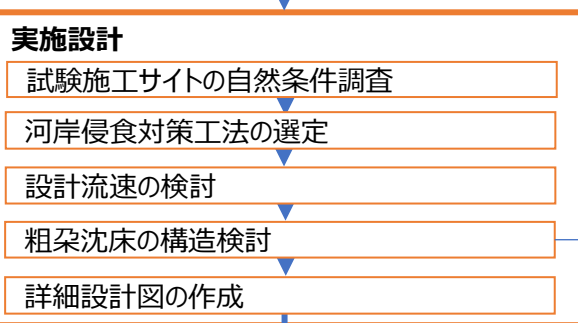 実施設計
試験施工サイトの自然条件調査
河岸侵食対策工法の選定
設計流速の検討
粗朶沈床の構造検討
詳細設計図の作成